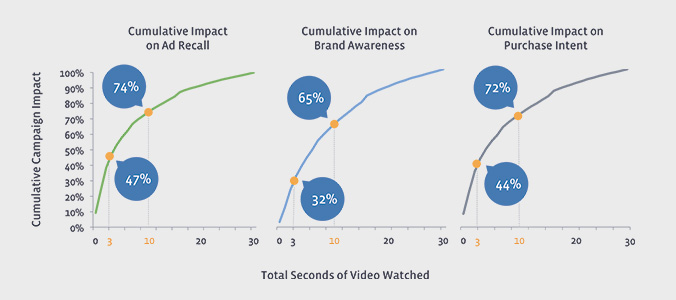 Cumulative Impact
on Ad Recall
Cumulative Impact on
Brand Awareness
Cumulative Impact on
Purchase Intent
Cumulative Campaign Impact
100%
90%
80%
70%
60%
50%
40%
30%
20%
10%
0%
74%
47%
65%
32%
72%
44%
0 3 10 20 30
0 3 10 20 30
0 3 10 20 30
Total Seconds of Video Watched